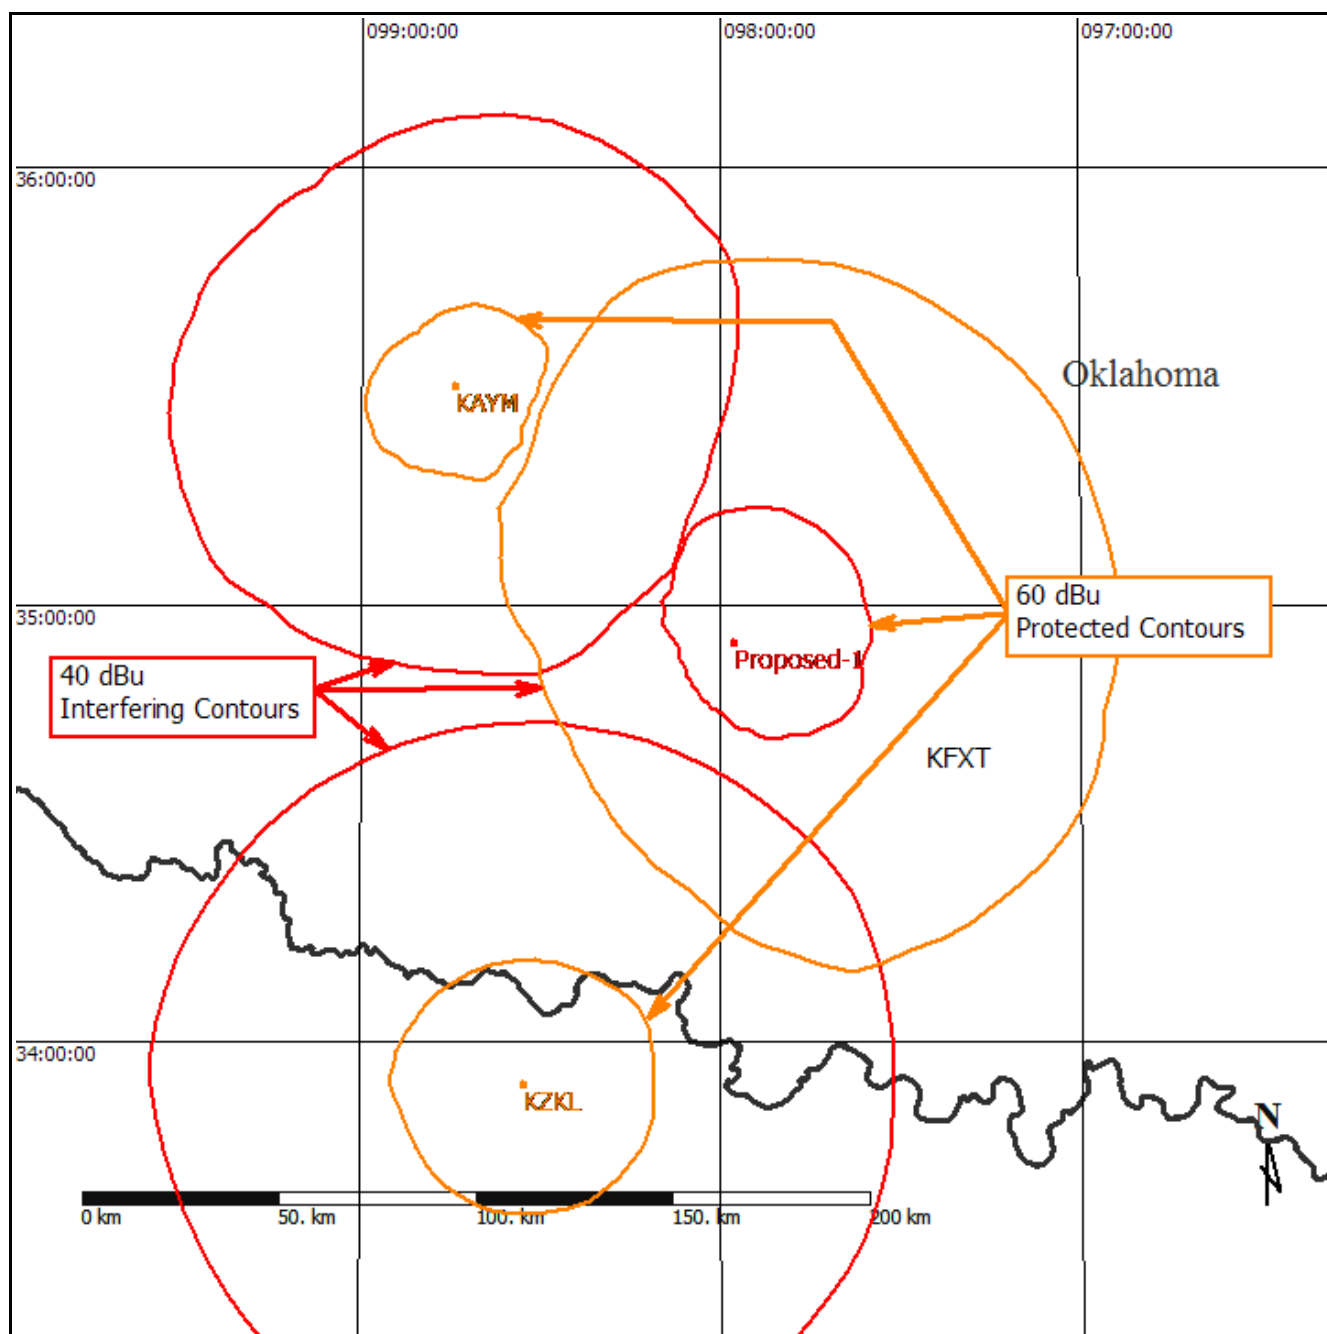 099:00:00
098:00:00
097:00:00
36:00:00
Oklahoma
KAYM
60 dBu
Protected Contours
35:00:00
Proposed-1
40 dBu
Interfering Contours
KFXT
34:00:00
KZKL
N
0 km
50. km
100. km
150. km
200 km